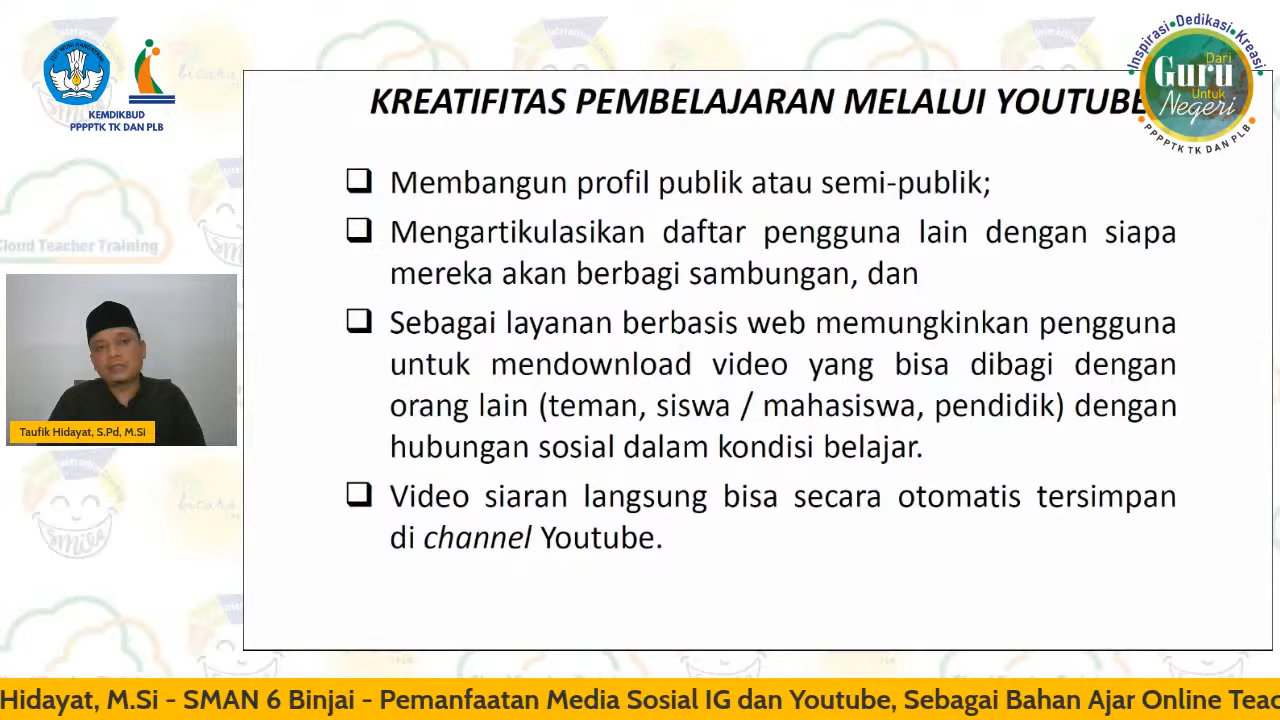 KEMDIKBUD
PPPPTK TK DAN PLB
Inspirasi•Dedikasi•Kreasi
Dari
Guru
Untuk
Negeri
PPPPTK TK DAN PLB
KREATIFITAS PEMBELAJARAN MELALUI YOUTUBE
❑ Membangun profil publik atau semi-publik;
❑ Mengartikulasikan daftar pengguna lain dengan siapa
mereka akan berbagi sambungan, dan
❑ Sebagai layanan berbasis web memungkinkan pengguna
untuk mendownload video yang bisa dibagi dengan
orang lain (teman, siswa / mahasiswa, pendidik) dengan
hubungan sosial dalam kondisi belajar.
❑ Video siaran langsung bisa secara otomatis tersimpan
di channel Youtube.
Cloud Teacher Training
smile
Taufik Hidayat, S.Pd, M.Si
bicara
smile
Hidayat, M.Si - SMAN 6 Binjai - Pemanfaatan Media Sosial IG dan Youtube, Sebagai Bahan Ajar Online Teac